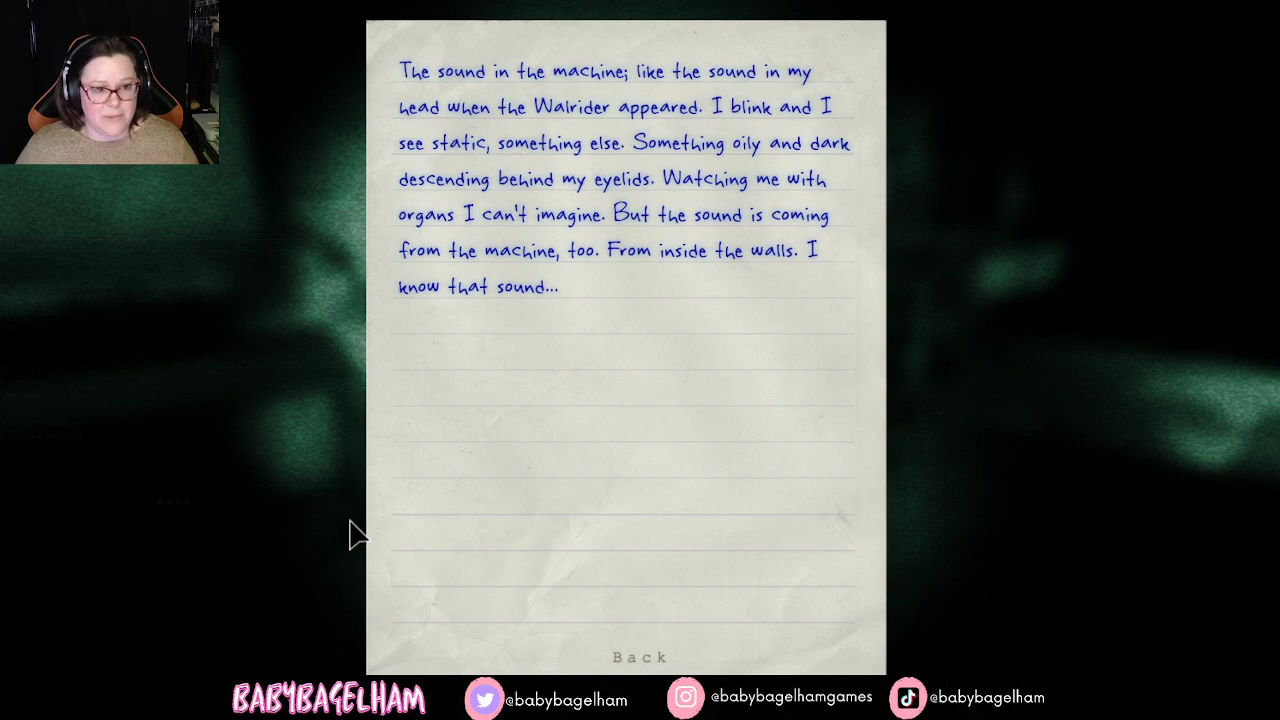 The sound in the machine; like the sound in my
head when the Walrider appeared. I blink and I
see static, something else. Something oily and dark
descending behind my eyelids. Watching me with
organs I can't imagine. But the sound is coming
from the machine, too. From inside the walls. I
know that sound...
Back
BABYBAGELHAM
@babybagelham
@babybagelhamgames
@babybagelham